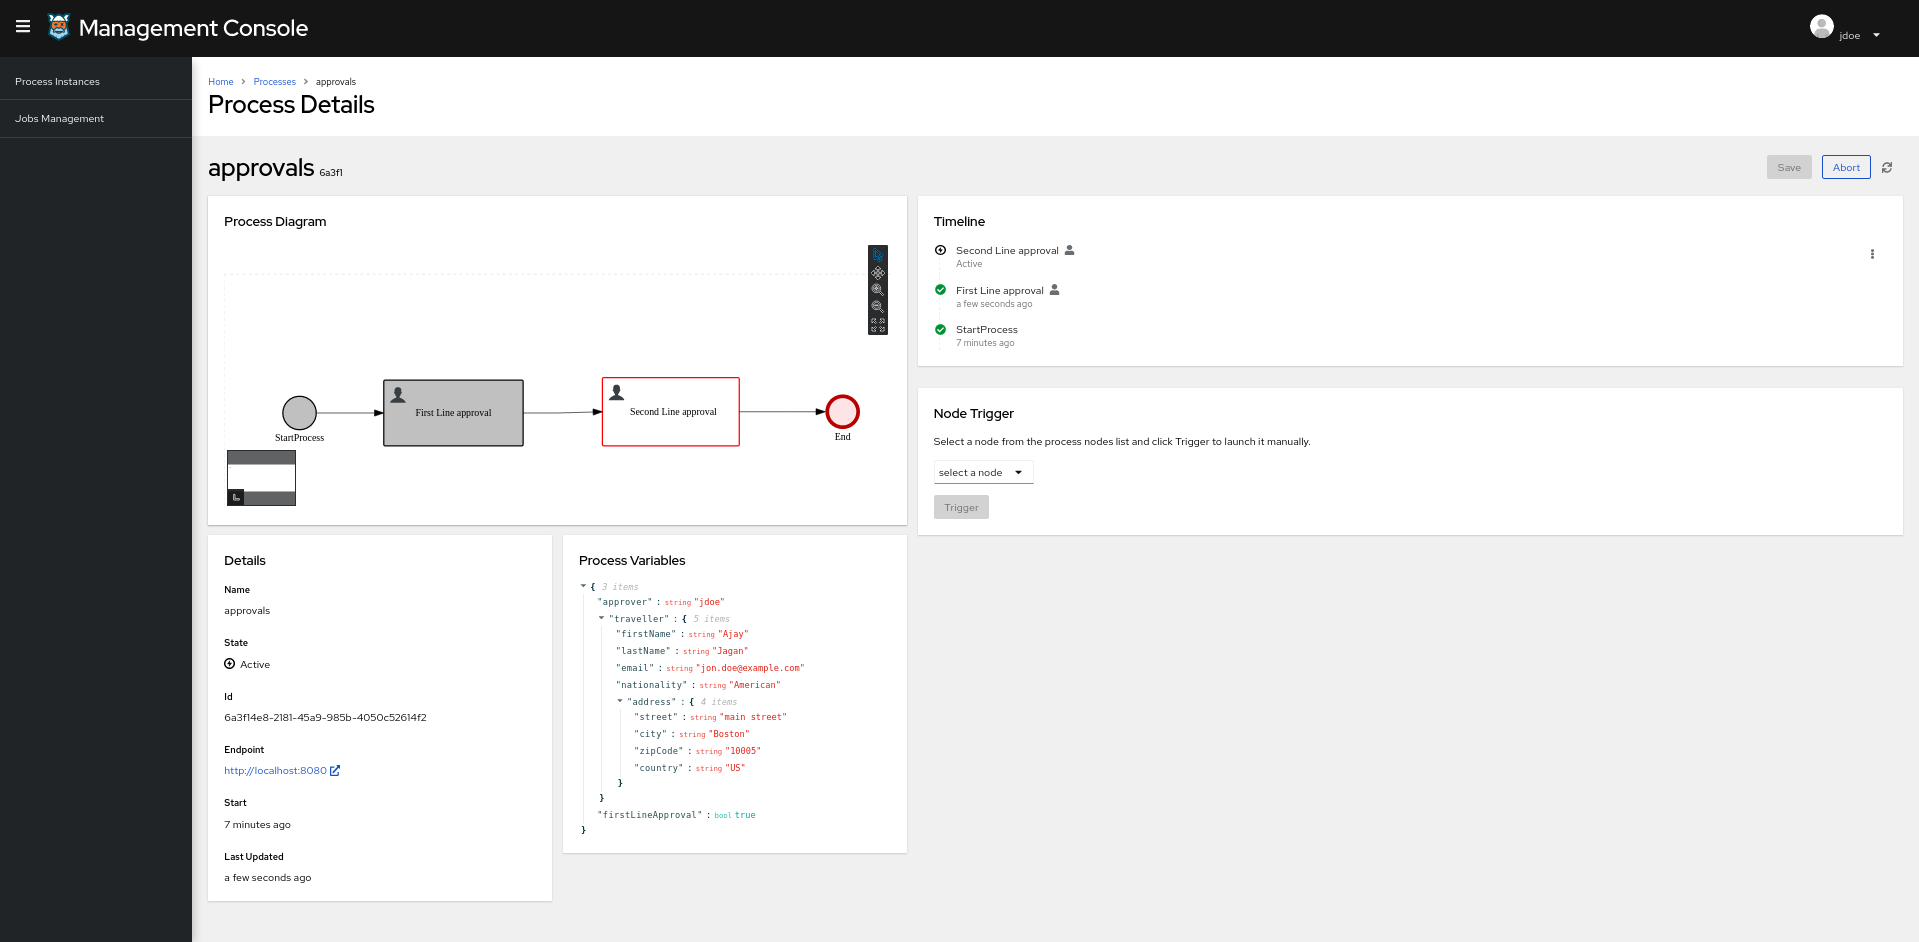 Management Console
jdoe
Process Instances
Jobs Management
Home > Processes > approvals
Process Details
approvals 6a3f1
Save
Abort
Process Diagram
StartProcess
First Line approval
Second Line approval
End
Timeline
Second Line approval
Active
First Line approval
a few seconds ago
StartProcess
7 minutes ago
Node Trigger
Select a node from the process nodes list and click Trigger to launch it manually.
select a node
Trigger
Details
Name
approvals
State
Active
Id
6a3f14e8-2181-45a9-985b-4050c52614f2
Endpoint
http://localhost:8080
Start
7 minutes ago
Last Updated
a few seconds ago
Process Variables
{ 3 items
"approver" : string "jdoe"
"traveller" : { 5 items
"firstName" : string "Ajay"
"lastName" : string "Jagan"
"email" : string "jon.doe@example.com"
"nationality" : string "American"
"address" : { 4 items
"street" : string "main street"
"city" : string "Boston"
"zipCode" : string "10005"
"country" : string "US"
}
}
"firstLineApproval" : bool true
}